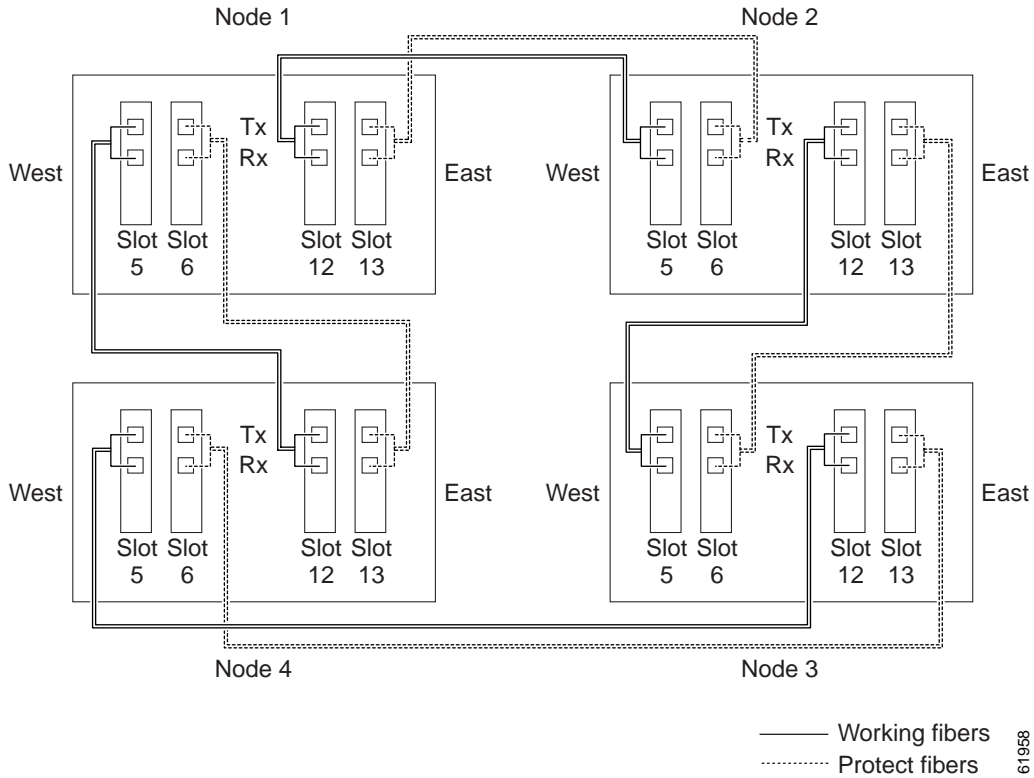 Node 1
Node 2
Tx
Rx
Tx
Rx
West
East
West
East
Slot Slot
5 6
Slot Slot
12 13
Slot Slot
5 6
Slot Slot
12 13
Tx
Rx
Tx
Rx
West
East
West
East
Slot Slot
5 6
Slot Slot
12 13
Slot Slot
5 6
Slot Slot
12 13
Node 4
Node 3
Working fibers
Protect fibers
61958